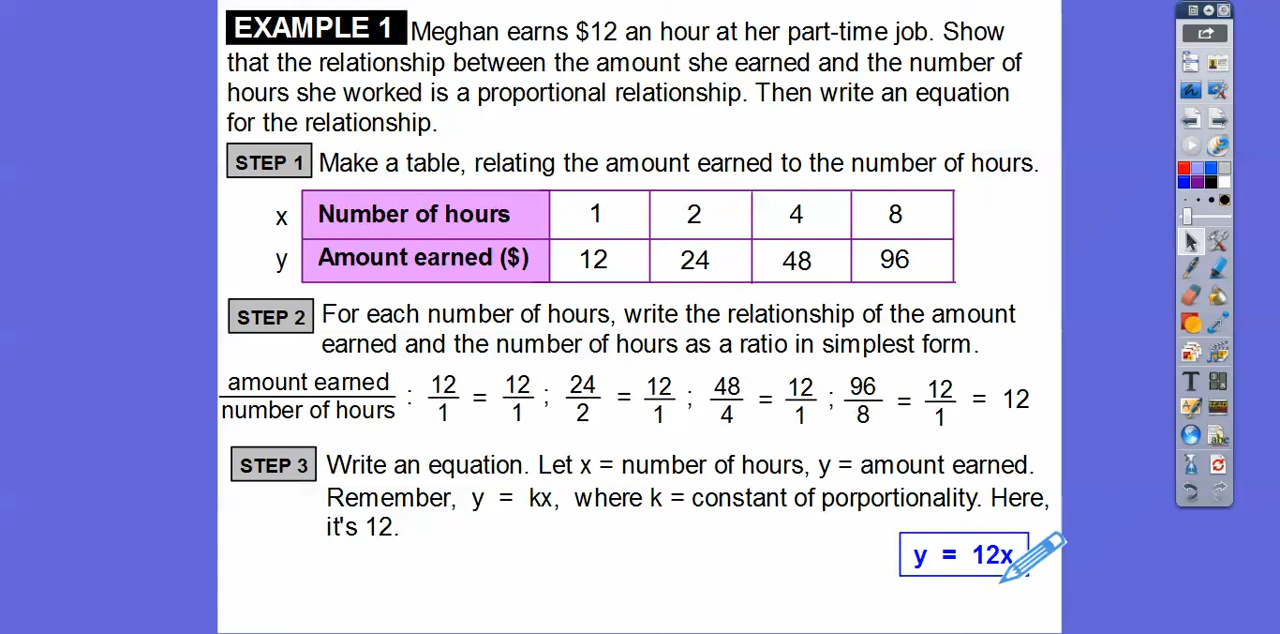 EXAMPLE 1 Meghan earns $12 an hour at her part-time job. Show
that the relationship between the amount she earned and the number of
hours she worked is a proportional relationship. Then write an equation
for the relationship.
STEP 1 Make a table, relating the amount earned to the number of hours.
x Number of hours 1 2 4 8
y Amount earned ($) 12 24 48 96
STEP 2 For each number of hours, write the relationship of the amount
earned and the number of hours as a ratio in simplest form.
amount earned/number of hours : 12/1 = 12/1 ; 24/2 = 12/1 ; 48/4 = 12/1 ; 96/8 = 12/1 = 12
STEP 3 Write an equation. Let x = number of hours, y = amount earned.
Remember, y = kx, where k = constant of porportionality. Here,
it's 12.
y = 12x